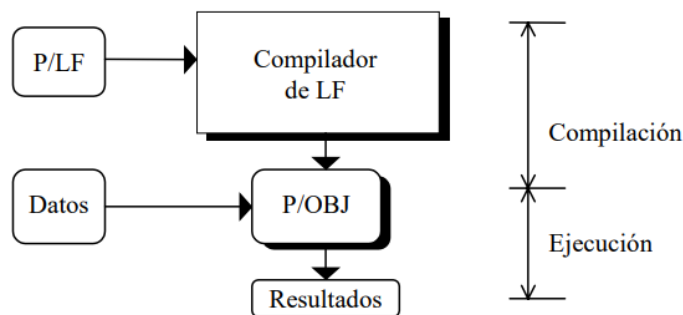 P/LF
Compilador
de LF
Compilación
Datos
P/OBJ
Ejecución
Resultados